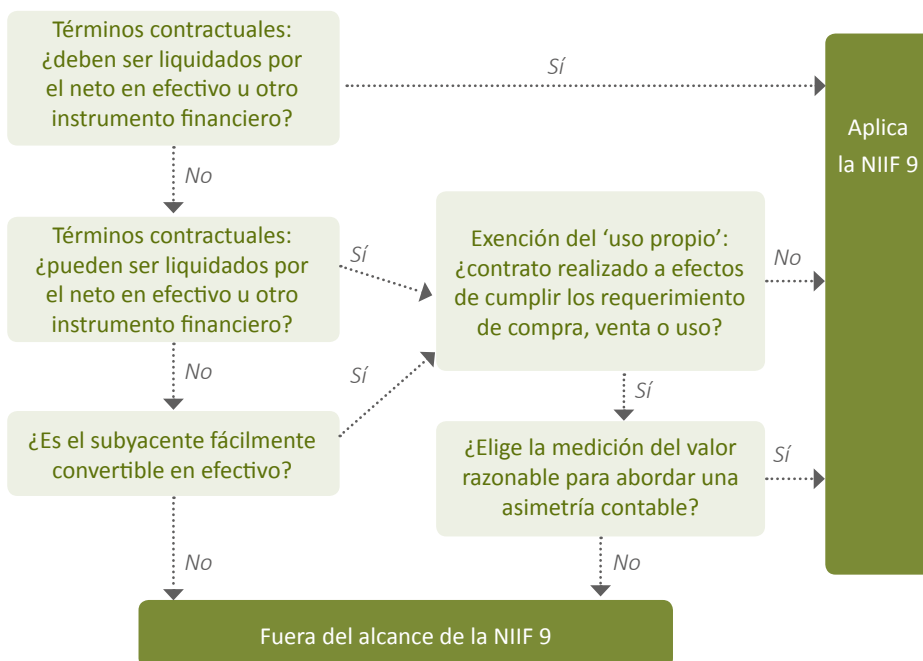 Términos contractuales:
¿deben ser liquidados por
el neto en efectivo u otro
instrumento financiero?
Sí
Aplica
la NIIF 9
No
Términos contractuales:
¿pueden ser liquidados por
el neto en efectivo u otro
instrumento financiero?
Sí
Exención del ‘uso propio’:
¿contrato realizado a efectos
de cumplir los requerimiento
de compra, venta o uso?
No
No
Sí
Sí
¿Es el subyacente fácilmente
convertible en efectivo?
¿Elige la medición del valor
razonable para abordar una
asimetría contable?
Sí
No
No
Fuera del alcance de la NIIF 9